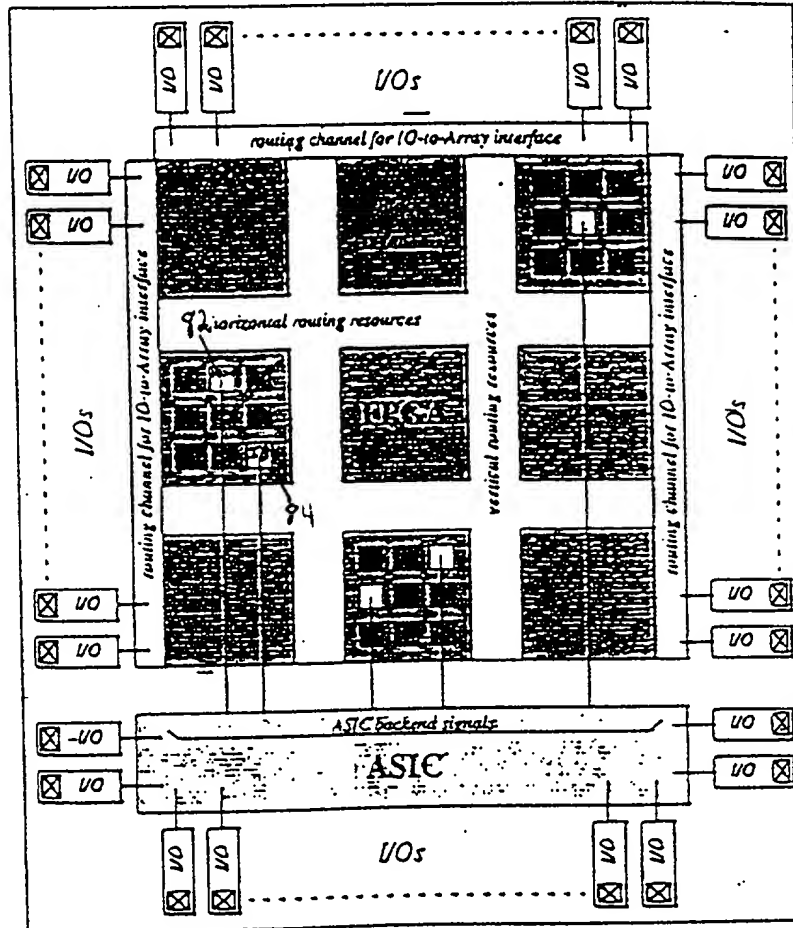 I/O I/O I/O I/O
I/Os
routing channel for IO-to-Array interface
I/O
I/O
I/O
I/O
routing channel for IO-to-Array interface
routing channel for IO-to-Array interface
92 horizontal routing resources
vertical routing resources
FPGA
I/Os
I/Os
94
I/O
I/O
I/O
I/O
ASIC backend signals
I/O
I/O
ASIC
I/O
I/O
I/O I/O I/O I/O
I/Os